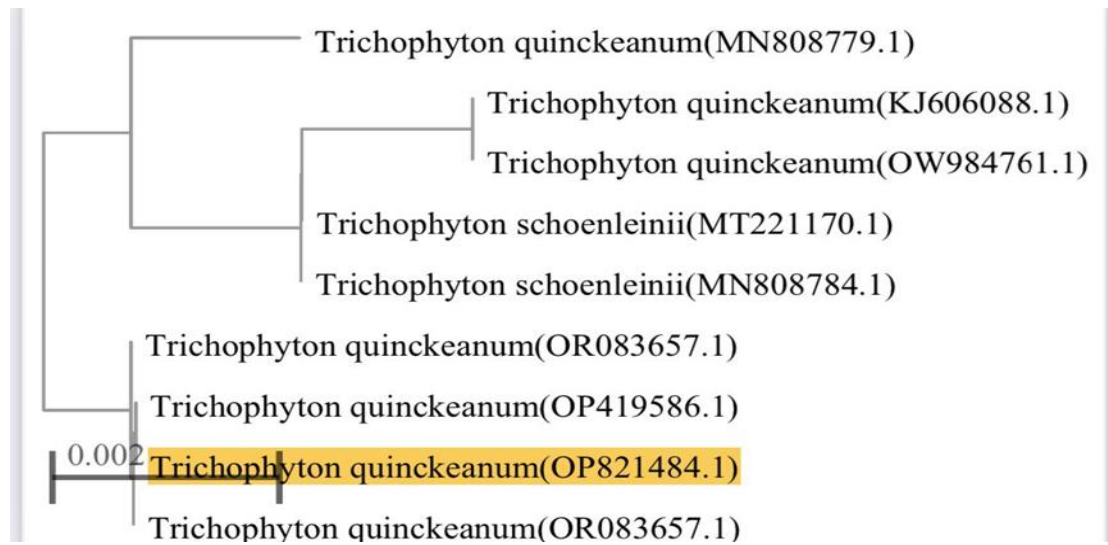 Trichophyton quinckeanum(MN808779.1)
Trichophyton quinckeanum(KJ606088.1)
Trichophyton quinckeanum(OW984761.1)
Trichophyton schoenleinii(MT221170.1)
Trichophyton schoenleinii(MN808784.1)
Trichophyton quinckeanum(OR083657.1)
Trichophyton quinckeanum(OP419586.1)
0.002
Trichophyton quinckeanum(OP821484.1)
Trichophyton quinckeanum(OR083657.1)